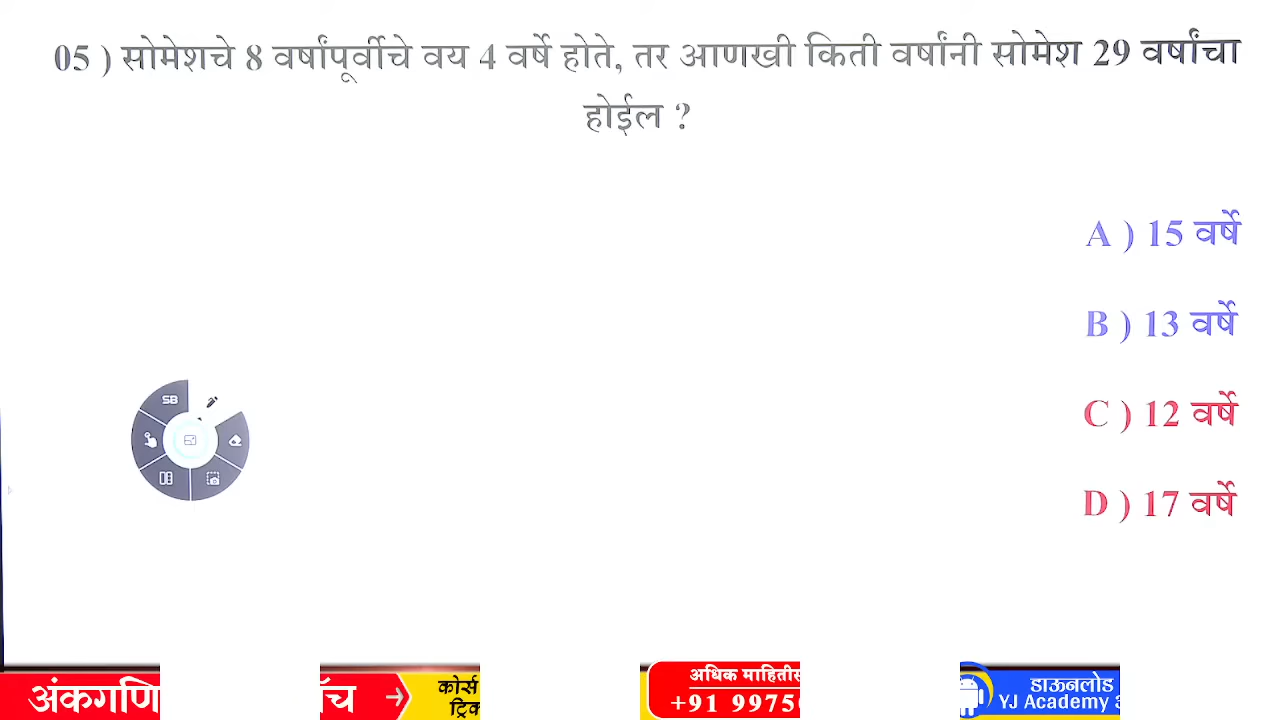 05 ) सोमेशचे 8 वर्षांपूर्वीचे वय 4 वर्षे होते, तर आणखी किती वर्षांनी सोमेश 29 वर्षांचा
होईल ?
A ) 15 वर्षे
B ) 13 वर्षे
C ) 12 वर्षे
D ) 17 वर्षे
SB
अंकगणि
कोर्स
अधिक माहितीस
+91 9975
डाऊनलोड
YJ Academy